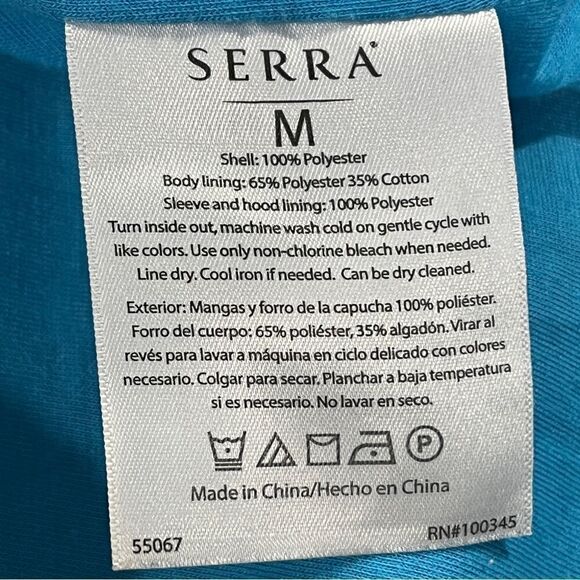 SERRA®
M
Shell: 100% Polyester
Body lining: 65% Polyester 35% Cotton
Sleeve and hood lining: 100% Polyester
Turn inside out, machine wash cold on gentle cycle with
like colors. Use only non-chlorine bleach when needed.
Line dry. Cool iron if needed. Can be dry cleaned.
Exterior: Mangas y forro de la capucha 100% poliéster.
Forro del cuerpo: 65% poliéster, 35% algodón. Virar al
revés para lavar a máquina en ciclo delicado con colores
necesario. Colgar para secar. Planchar a baja temperatura
si es necesario. No lavar en seco.
P
Made in China/Hecho en China
55067
RN#100345